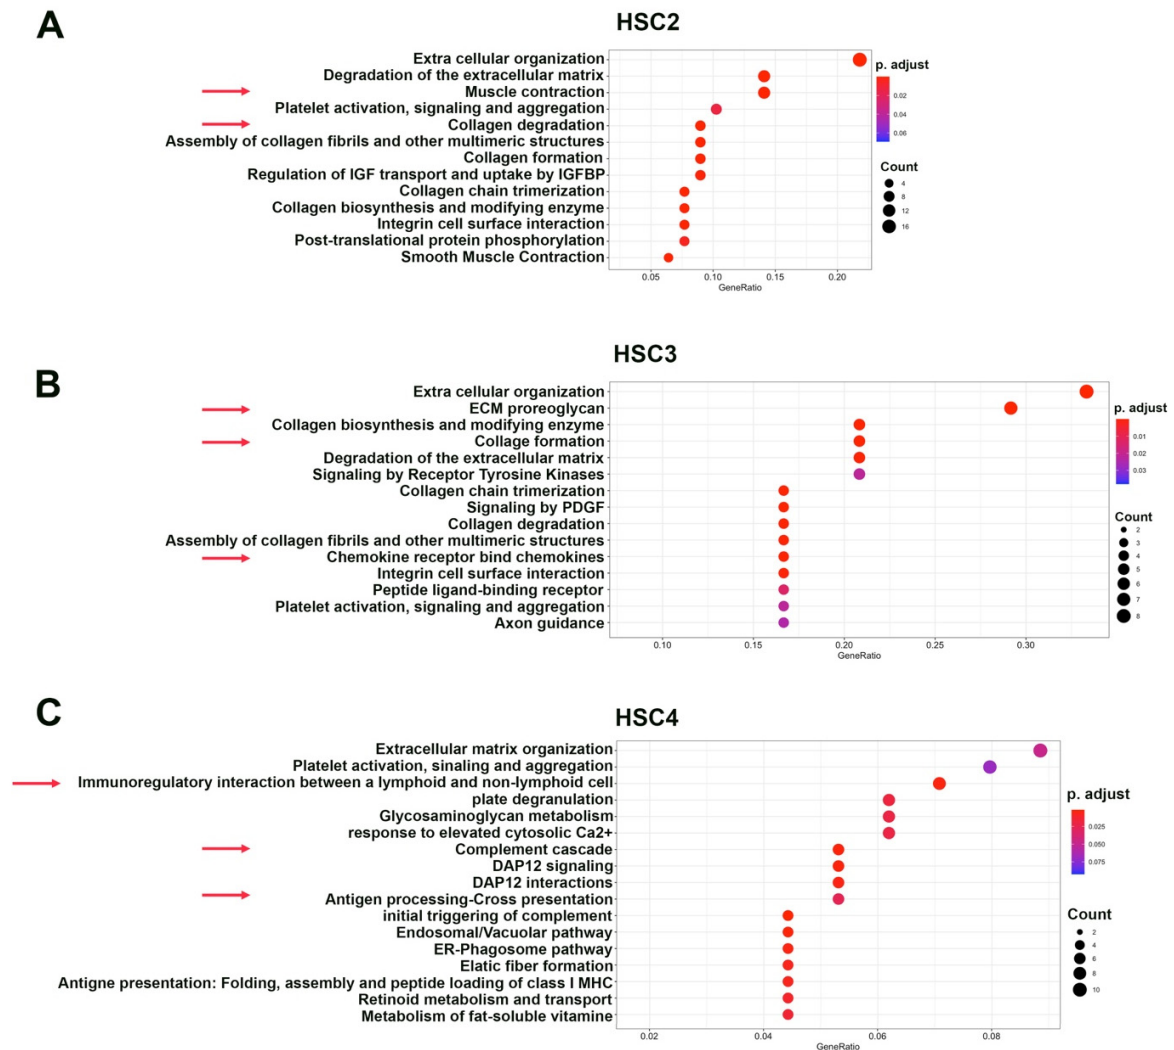 A
HSC2
Extra cellular organization
Degradation of the extracellular matrix
Muscle contraction
Platelet activation, signaling and aggregation
Collagen degradation
Assembly of collagen fibrils and other multimeric structures
Collagen formation
Regulation of IGF transport and uptake by IGFBP
Collagen chain trimerization
Collagen biosynthesis and modifying enzyme
Integrin cell surface interaction
Post-translational protein phosphorylation
Smooth Muscle Contraction
0.05 0.10 0.15 0.20
GeneRatio
p. adjust
0.02
0.04
0.06
Count
4
8
12
16
B
HSC3
Extra cellular organization
ECM proreoglycan
Collagen biosynthesis and modifying enzyme
Collage formation
Degradation of the extracellular matrix
Signaling by Receptor Tyrosine Kinases
Collagen chain trimerization
Signaling by PDGF
Collagen degradation
Assembly of collagen fibrils and other multimeric structures
Chemokine receptor bind chemokines
Integrin cell surface interaction
Peptide ligand-binding receptor
Platelet activation, signaling and aggregation
Axon guidance
0.10 0.15 0.20 0.25 0.30
GeneRatio
p. adjust
0.01
0.02
0.03
Count
2
3
4
5
6
7
8
C
HSC4
Extracellular matrix organization
Platelet activation, sinaling and aggregation
Immunoregulatory interaction between a lymphoid and non-lymphoid cell
plate degranulation
Glycosaminoglycan metabolism
response to elevated cytosolic Ca2+
Complement cascade
DAP12 signaling
DAP12 interactions
Antigen processing-Cross presentation
initial triggering of complement
Endosomal/Vacuolar pathway
ER-Phagosome pathway
Elatic fiber formation
Antigne presentation: Folding, assembly and peptide loading of class I MHC
Retinoid metabolism and transport
Metabolism of fat-soluble vitamine
0.02 0.04 0.06 0.08
GeneRatio
p. adjust
0.025
0.050
0.075
Count
2
4
6
8
10